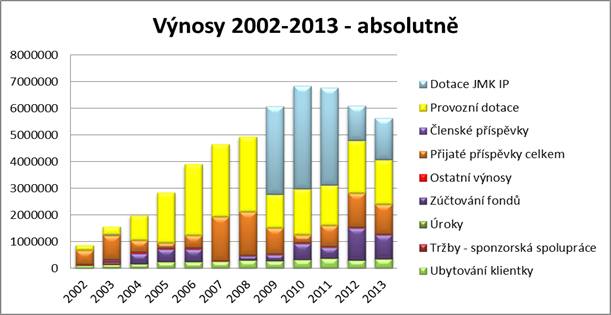 Výnosy 2002-2013 - absolutně
8000000
7000000
6000000
5000000
4000000
3000000
2000000
1000000
0
2002 2003 2004 2005 2006 2007 2008 2009 2010 2011 2012 2013
Dotace JMK IP
Provozní dotace
Členské příspěvky
Přijaté příspěvky celkem
Ostatní výnosy
Zúčtování fondů
Úroky
Tržby - sponzorská spolupráce
Ubytování klientky